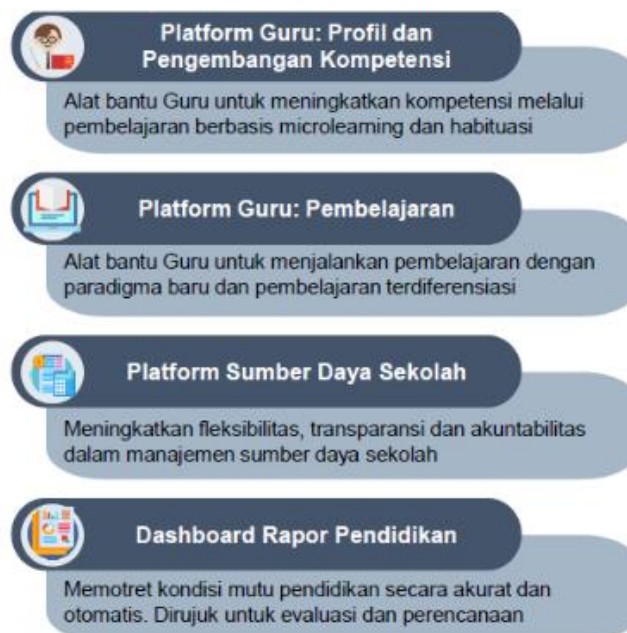 Platform Guru: Profil dan
Pengembangan Kompetensi
Alat bantu Guru untuk meningkatkan kompetensi melalui
pembelajaran berbasis microlearning dan habituasi
Platform Guru: Pembelajaran
Alat bantu Guru untuk menjalankan pembelajaran dengan
paradigma baru dan pembelajaran terdiferensiasi
Platform Sumber Daya Sekolah
Meningkatkan fleksibilitas, transparansi dan akuntabilitas
dalam manajemen sumber daya sekolah
Dashboard Rapor Pendidikan
Memotret kondisi mutu pendidikan secara akurat dan
otomatis. Dirujuk untuk evaluasi dan perencanaan